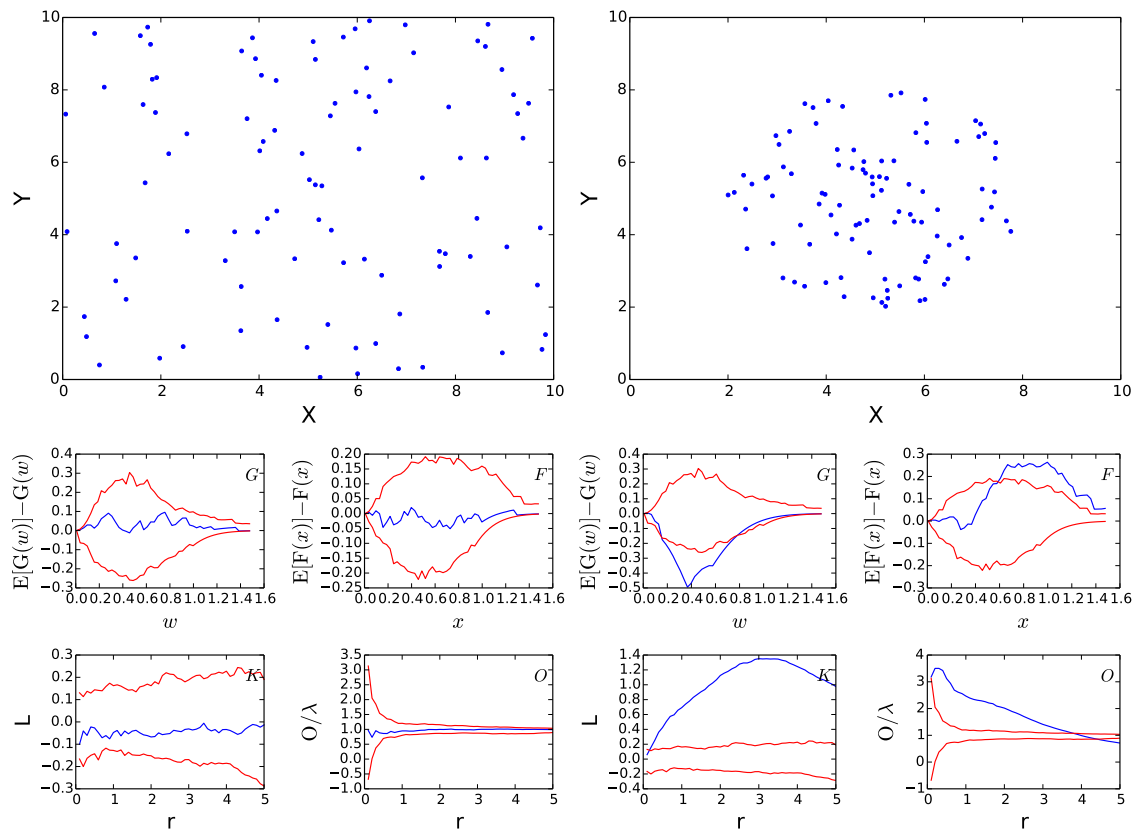 10
8
6
4
2
0
Y
0 2 4 6 8 10
X
10
8
6
4
2
0
Y
0 2 4 6 8 10
X
0.4
0.3
0.2
0.1
0.0
−0.1
−0.2
−0.3
E[G(w)]−G(w)
G
0.0 0.2 0.4 0.6 0.8 1.0 1.2 1.4 1.6
w
0.20
0.15
0.10
0.05
0.00
−0.05
−0.10
−0.15
−0.20
−0.25
E[F(x)]−F(x)
F
0.0 0.2 0.4 0.6 0.8 1.0 1.2 1.4 1.6
x
0.4
0.3
0.2
0.1
0.0
−0.1
−0.2
−0.3
−0.4
−0.5
E[G(w)]−G(w)
G
0.0 0.2 0.4 0.6 0.8 1.0 1.2 1.4 1.6
w
0.3
0.2
0.1
0.0
−0.1
−0.2
−0.3
E[F(x)]−F(x)
F
0.0 0.2 0.4 0.6 0.8 1.0 1.2 1.4 1.6
x
0.3
0.2
0.1
0.0
−0.1
−0.2
−0.3
L
K
0 1 2 3 4 5
r
3.5
3.0
2.5
2.0
1.5
1.0
0.5
0.0
−0.5
−1.0
O/λ
O
0 1 2 3 4 5
r
1.4
1.2
1.0
0.8
0.6
0.4
0.2
0.0
−0.2
−0.4
L
K
0 1 2 3 4 5
r
4
3
2
1
0
−1
O/λ
O
0 1 2 3 4 5
r